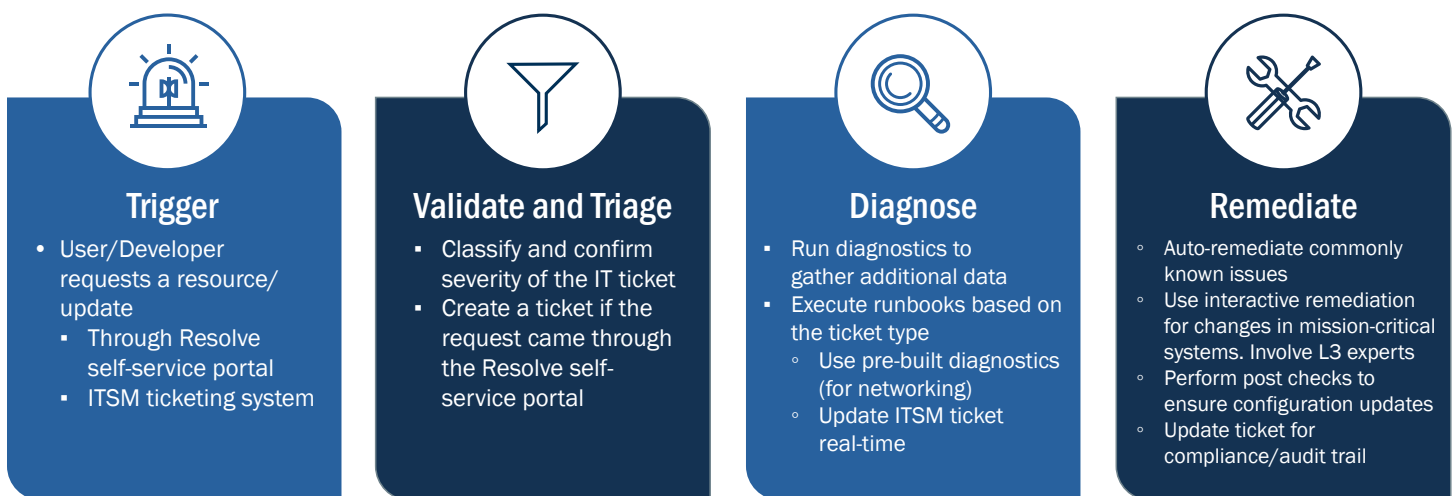 Trigger
• User/Developer
requests a resource/
update
▪ Through Resolve
self-service portal
▪ ITSM ticketing system
Validate and Triage
▪ Classify and confirm
severity of the IT ticket
▪ Create a ticket if the
request came through
the Resolve self-
service portal
Diagnose
▪ Run diagnostics to
gather additional data
▪ Execute runbooks based on
the ticket type
◦ Use pre-built diagnostics
(for networking)
◦ Update ITSM ticket
real-time
Remediate
◦ Auto-remediate commonly
known issues
◦ Use interactive remediation
for changes in mission-critical
systems. Involve L3 experts
◦ Perform post checks to
ensure configuration updates
◦ Update ticket for
compliance/audit trail